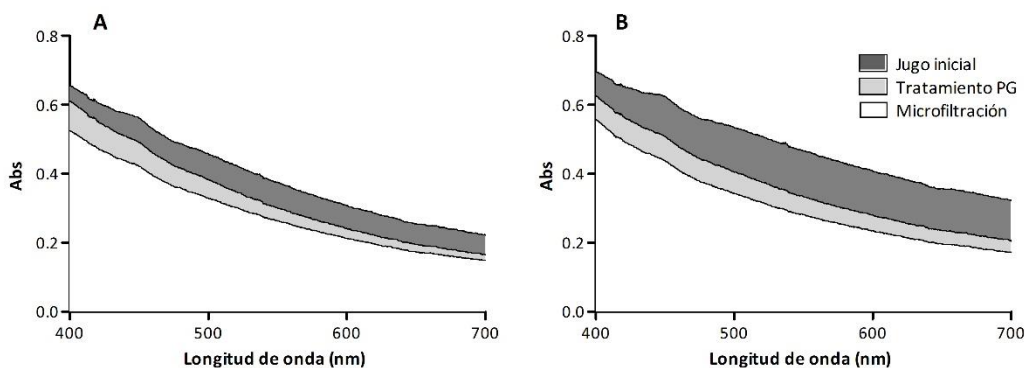 A
0.8
0.6
0.4
0.2
0.0
Abs
400
500
600
700
Longitud de onda (nm)
B
0.8
0.6
0.4
0.2
0.0
Abs
400
500
600
700
Longitud de onda (nm)
Jugo inicial
Tratamiento PG
Microfiltración